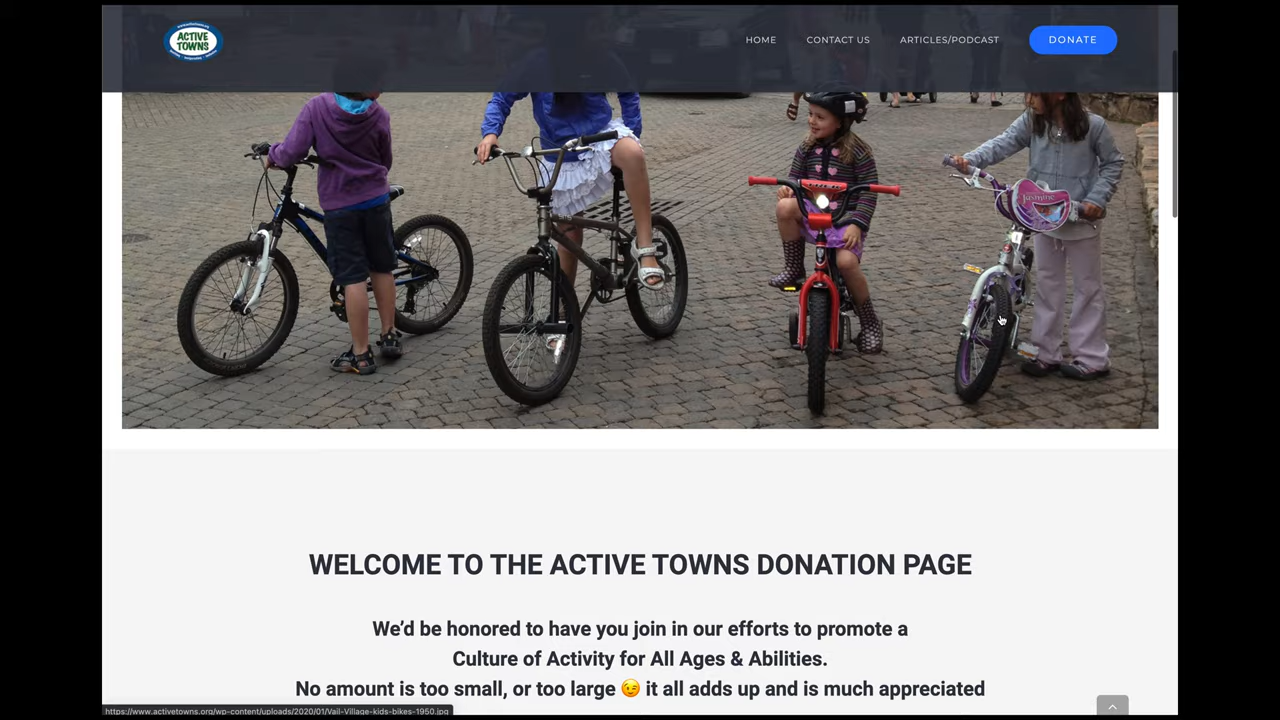 ACTIVE
TOWNS
HOME
CONTACT US
ARTICLES/PODCAST
DONATE
Jasmine
WELCOME TO THE ACTIVE TOWNS DONATION PAGE
We'd be honored to have you join in our efforts to promote a
Culture of Activity for All Ages & Abilities.
No amount is too small, or too large 😉 it all adds up and is much appreciated
https://www.activetowns.org/wp-content/uploads/2020/01/Vail-Village-kids-bikes-1950.jpg